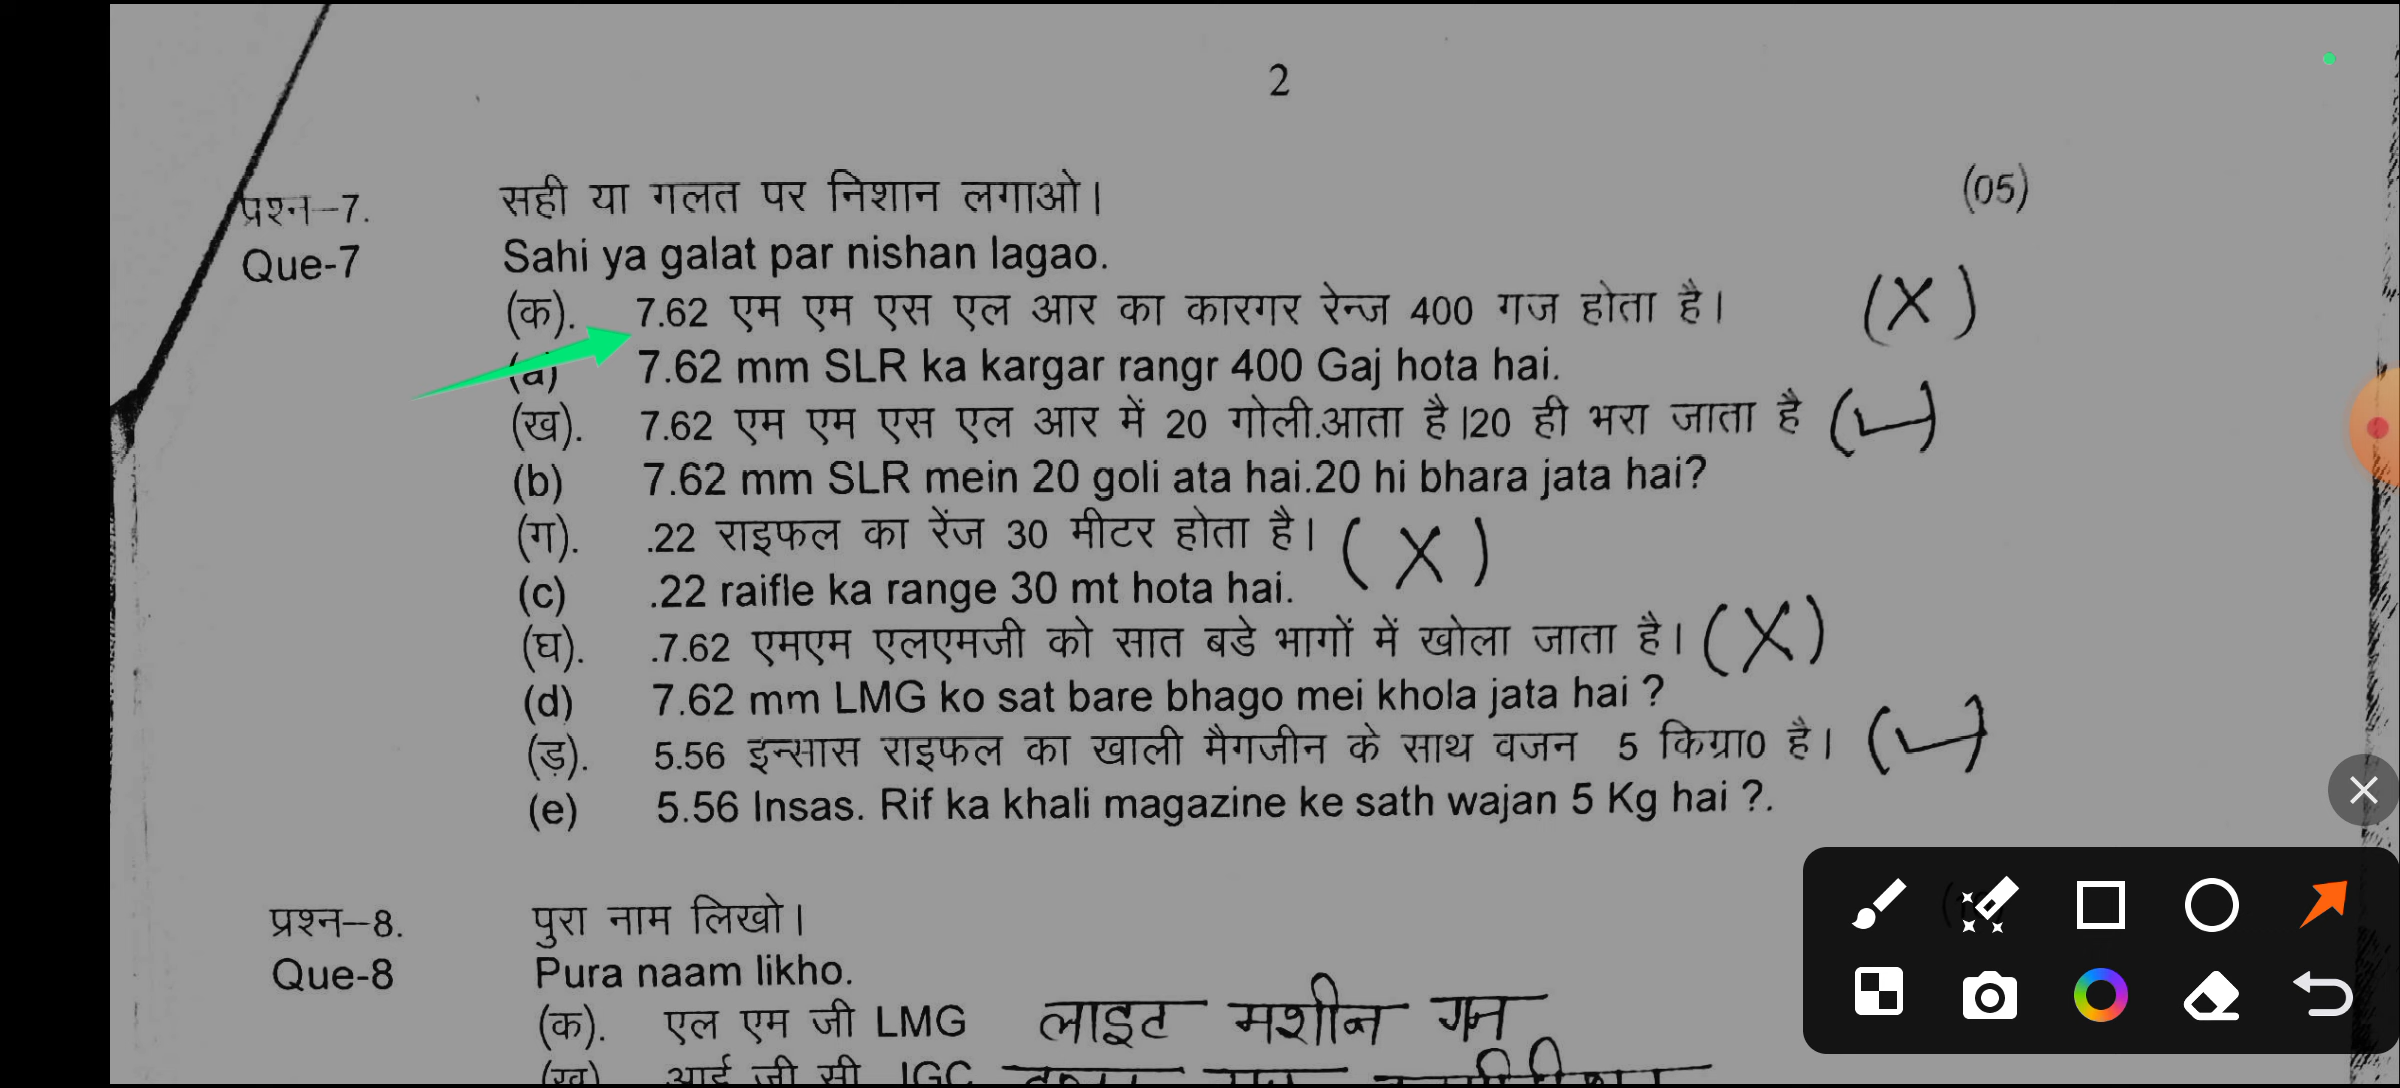 2
प्रश्न–7. सही या गलत पर निशान लगाओ। (05)
Que-7 Sahi ya galat par nishan lagao.
(क). 7.62 एम एम एस एल आर का कारगर रेन्ज 400 गज होता है। (X)
(a) 7.62 mm SLR ka kargar rangr 400 Gaj hota hai.
(ख). 7.62 एम एम एस एल आर में 20 गोली.आता है।20 ही भरा जाता है (✓)
(b) 7.62 mm SLR mein 20 goli ata hai.20 hi bhara jata hai?
(ग). .22 राइफल का रेंज 30 मीटर होता है। (X)
(c) .22 raifle ka range 30 mt hota hai.
(घ). .7.62 एमएम एलएमजी को सात बडे भागों में खोला जाता है। (X)
(d) 7.62 mm LMG ko sat bare bhago mei khola jata hai ?
(ड़). 5.56 इन्सास राइफल का खाली मैगजीन के साथ वजन 5 किग्रा0 है। (✓)
(e) 5.56 Insas. Rif ka khali magazine ke sath wajan 5 Kg hai ?.
प्रश्न–8. पुरा नाम लिखो।
Que-8 Pura naam likho.
(क). एल एम जी LMG लाइट मशीन गन
(ख) आई जी सी IGC